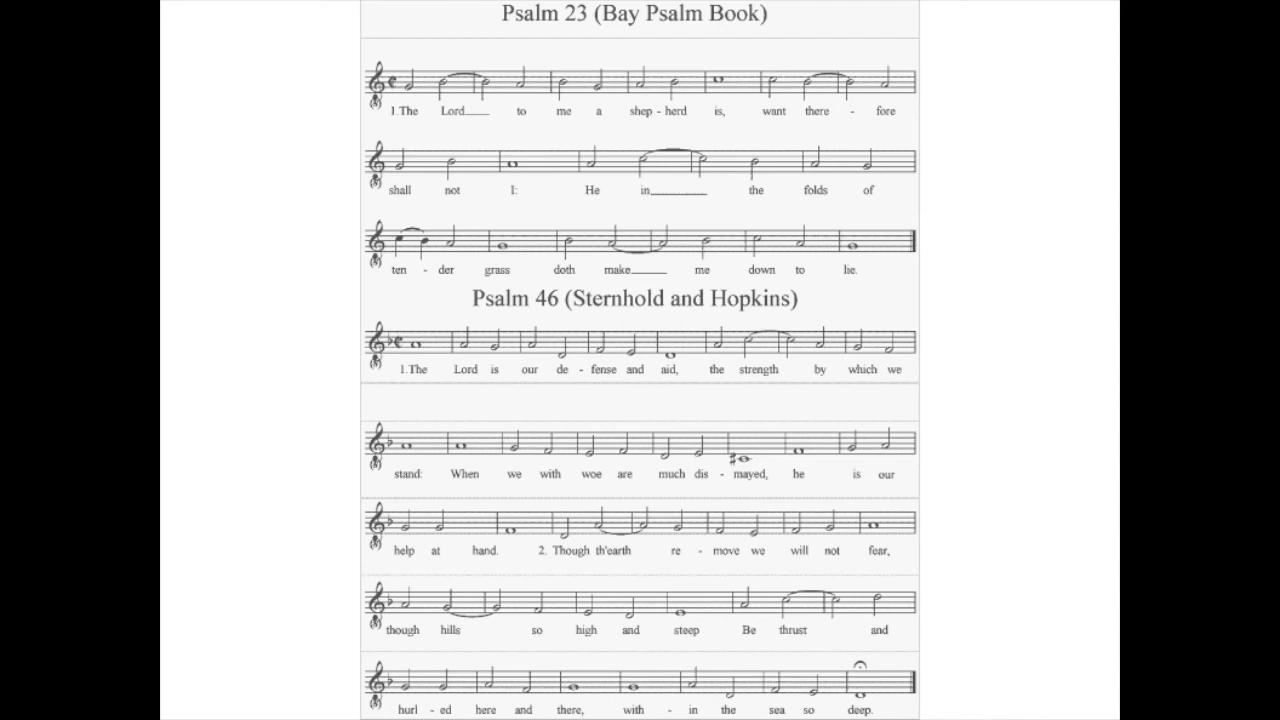 Psalm 23 (Bay Psalm Book)
1.The Lord____ to me a shep - herd is, want there - fore
shall not I: He in________ the folds of
ten - der grass doth make_____ me down to lie.
Psalm 46 (Sternhold and Hopkins)
1.The Lord is our de - fense and aid, the strength by which we
stand: When we with woe are much dis - mayed, he is our
help at hand. 2. Though th'earth re - move we will not fear,
though hills so high and steep Be thrust and
hurl - ed here and there, with - in the sea so deep.